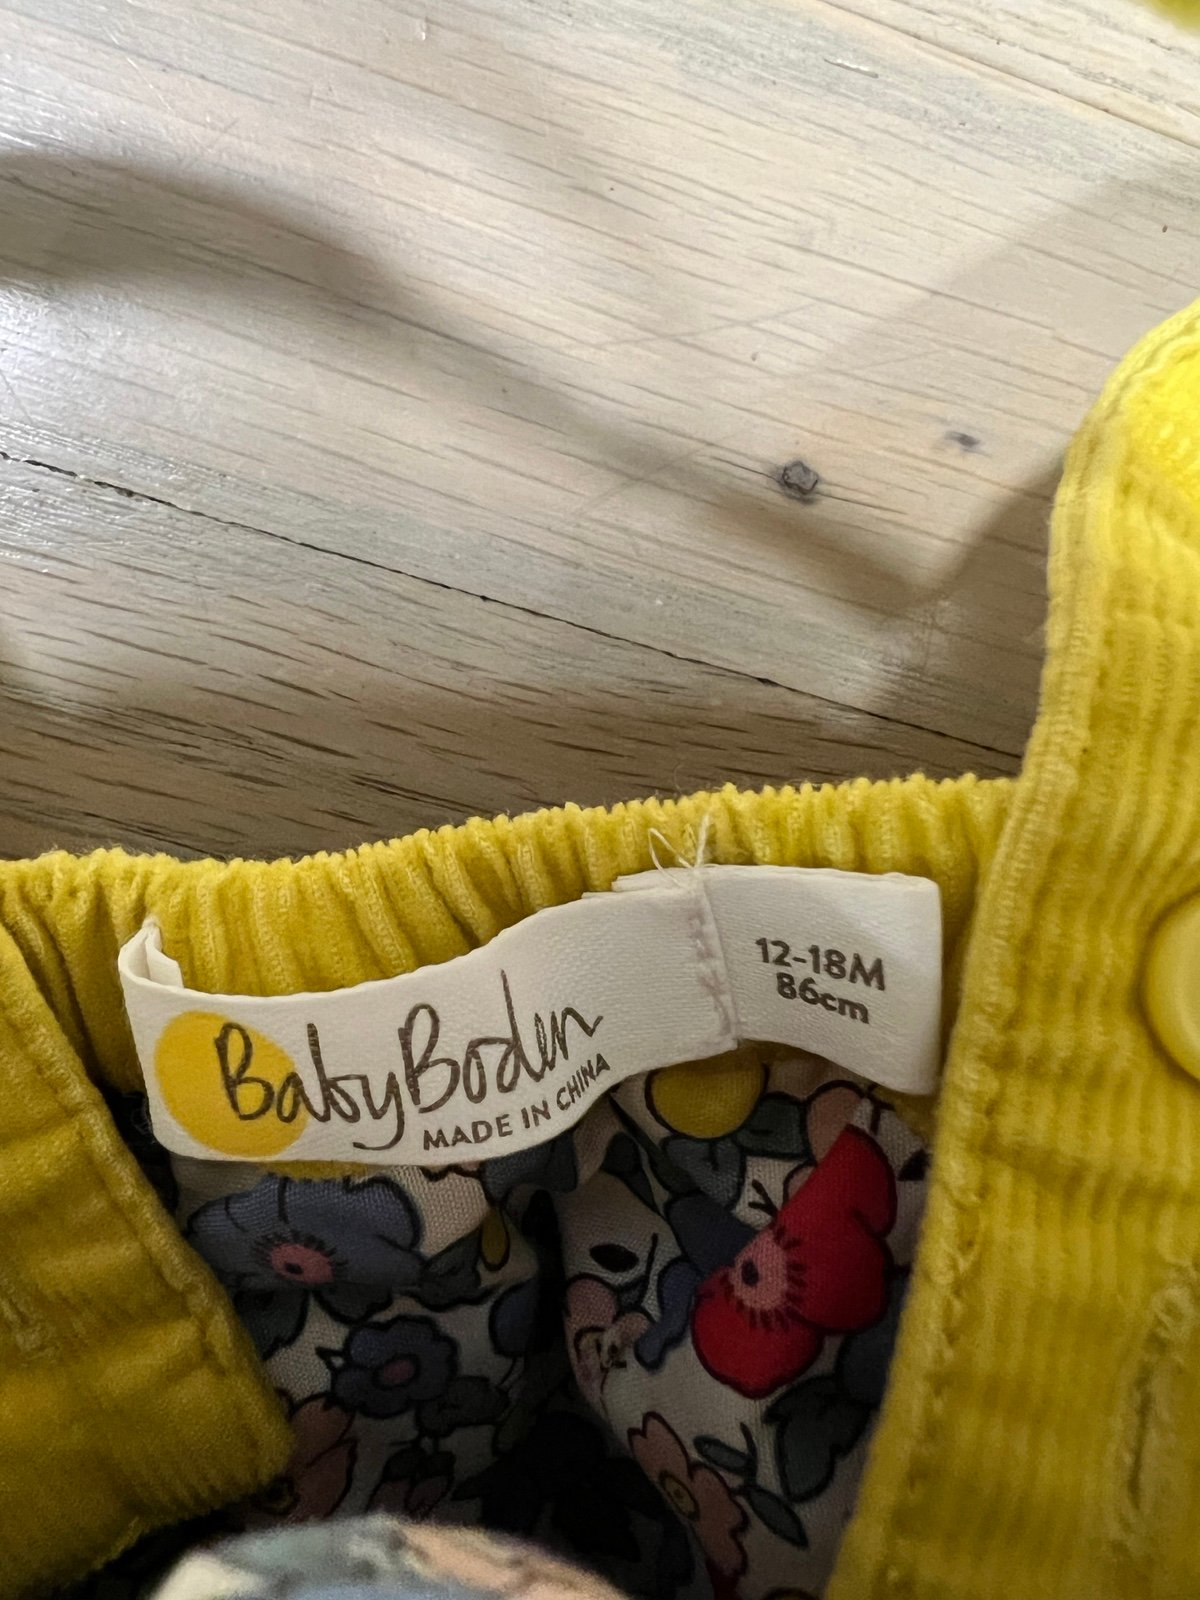 BabyBoden
MADE IN CHINA
12-18M
86cm